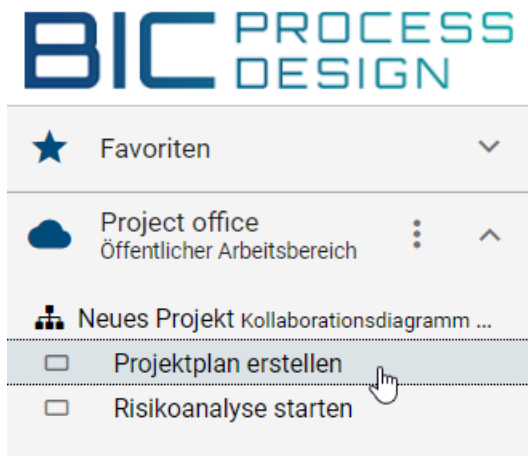 BIC PROCESS
DESIGN
Favoriten
Project office
Öffentlicher Arbeitsbereich
Neues Projekt Kollaborationsdiagramm ...
Projektplan erstellen
Risikoanalyse starten